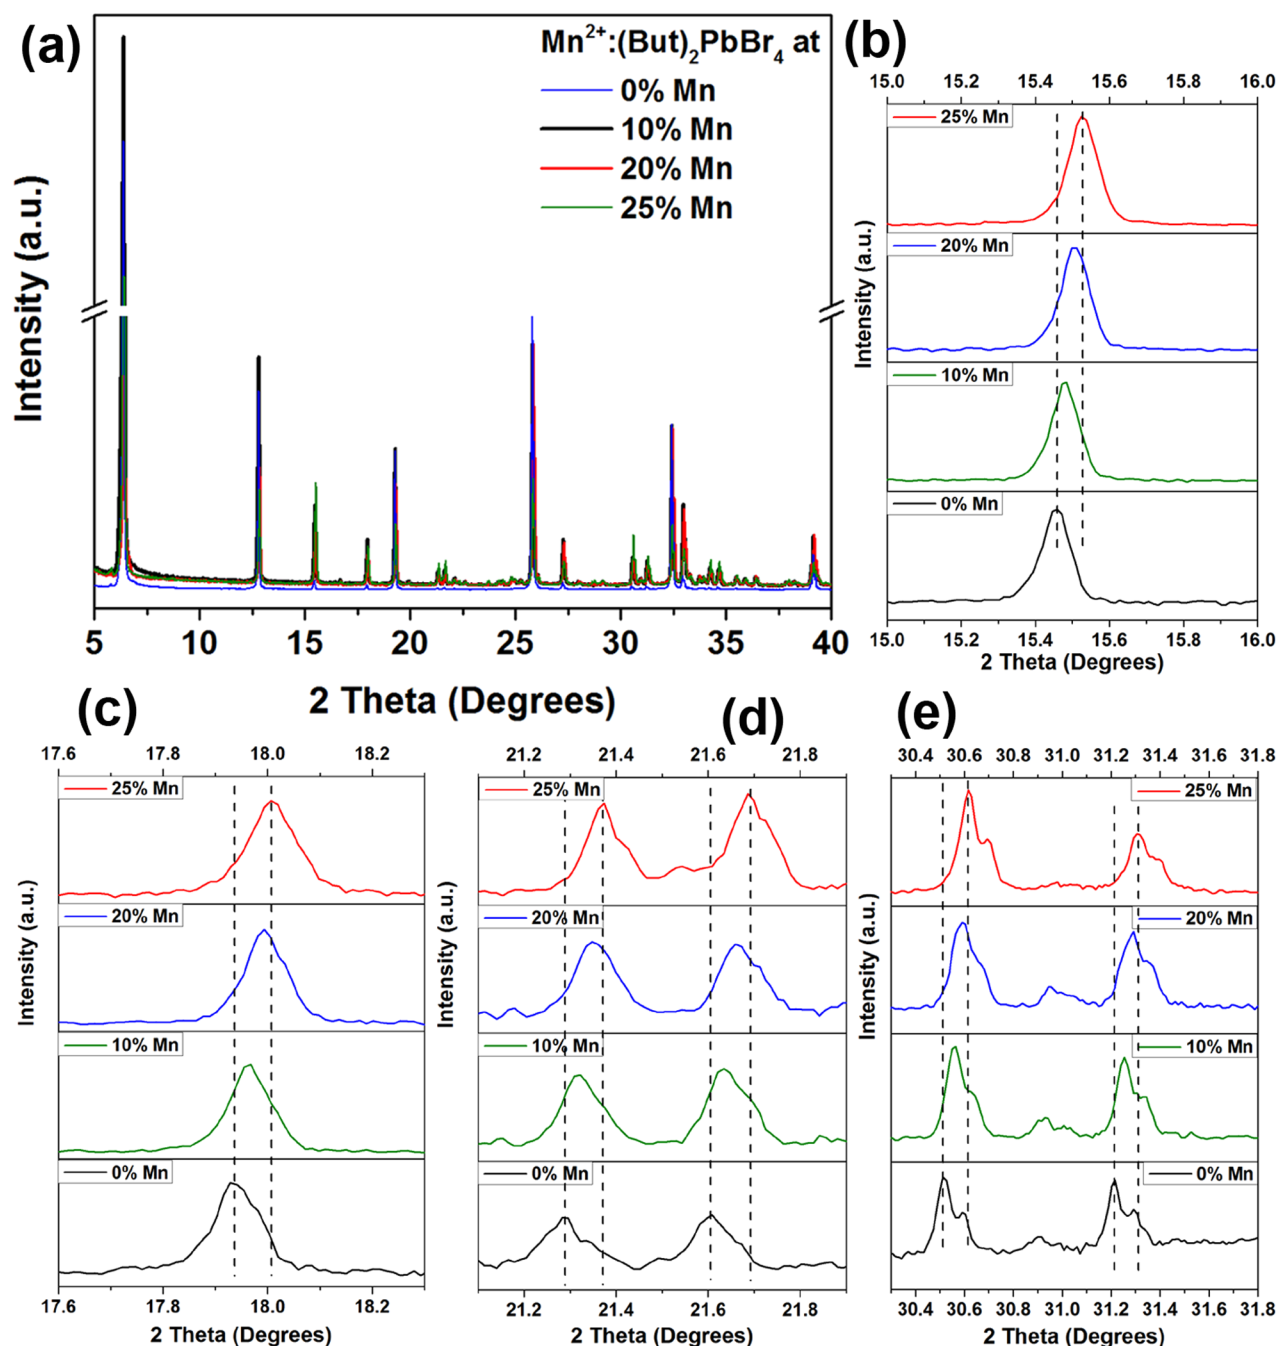 (a)
Mn²⁺:(But)₂PbBr₄ at
0% Mn
10% Mn
20% Mn
25% Mn
Intensity (a.u.)
5 10 15 20 25 30 35 40
2 Theta (Degrees)
(b)
15.0 15.2 15.4 15.6 15.8 16.0
25% Mn
20% Mn
10% Mn
0% Mn
Intensity (a.u.)
15.0 15.2 15.4 15.6 15.8 16.0
2 Theta (Degrees)
(c)
17.6 17.8 18.0 18.2
25% Mn
20% Mn
10% Mn
0% Mn
Intensity (a.u.)
17.6 17.8 18.0 18.2
2 Theta (Degrees)
(d)
21.2 21.4 21.6 21.8
25% Mn
20% Mn
10% Mn
0% Mn
Intensity (a.u.)
21.2 21.4 21.6 21.8
2 Theta (Degrees)
(e)
30.4 30.6 30.8 31.0 31.2 31.4 31.6 31.8
25% Mn
20% Mn
10% Mn
0% Mn
Intensity (a.u.)
30.4 30.6 30.8 31.0 31.2 31.4 31.6 31.8
2 Theta (Degrees)